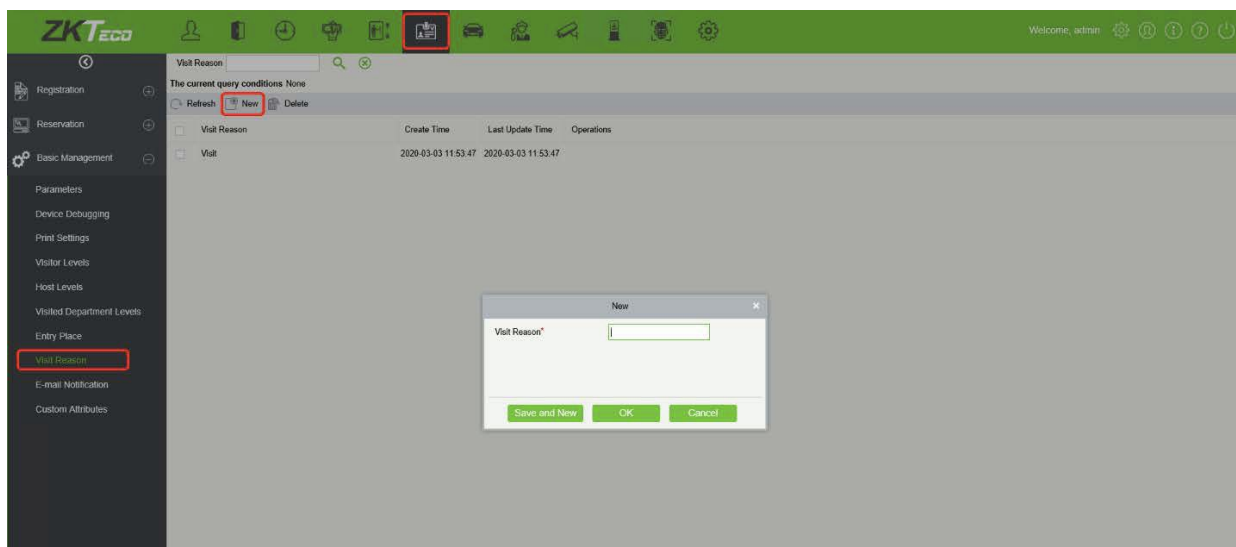 ZKTECO
Welcome, admin
Visit Reason
The current query conditions None
Refresh New Delete
Visit Reason Create Time Last Update Time Operations
Visit 2020-03-03 11:53:47 2020-03-03 11:53:47
Registration
Reservation
Basic Management
Parameters
Device Debugging
Print Settings
Visitor Levels
Host Levels
Visited Department Levels
Entry Place
Visit Reason
E-mail Notification
Custom Attributes
New
Visit Reason*
Save and New OK Cancel